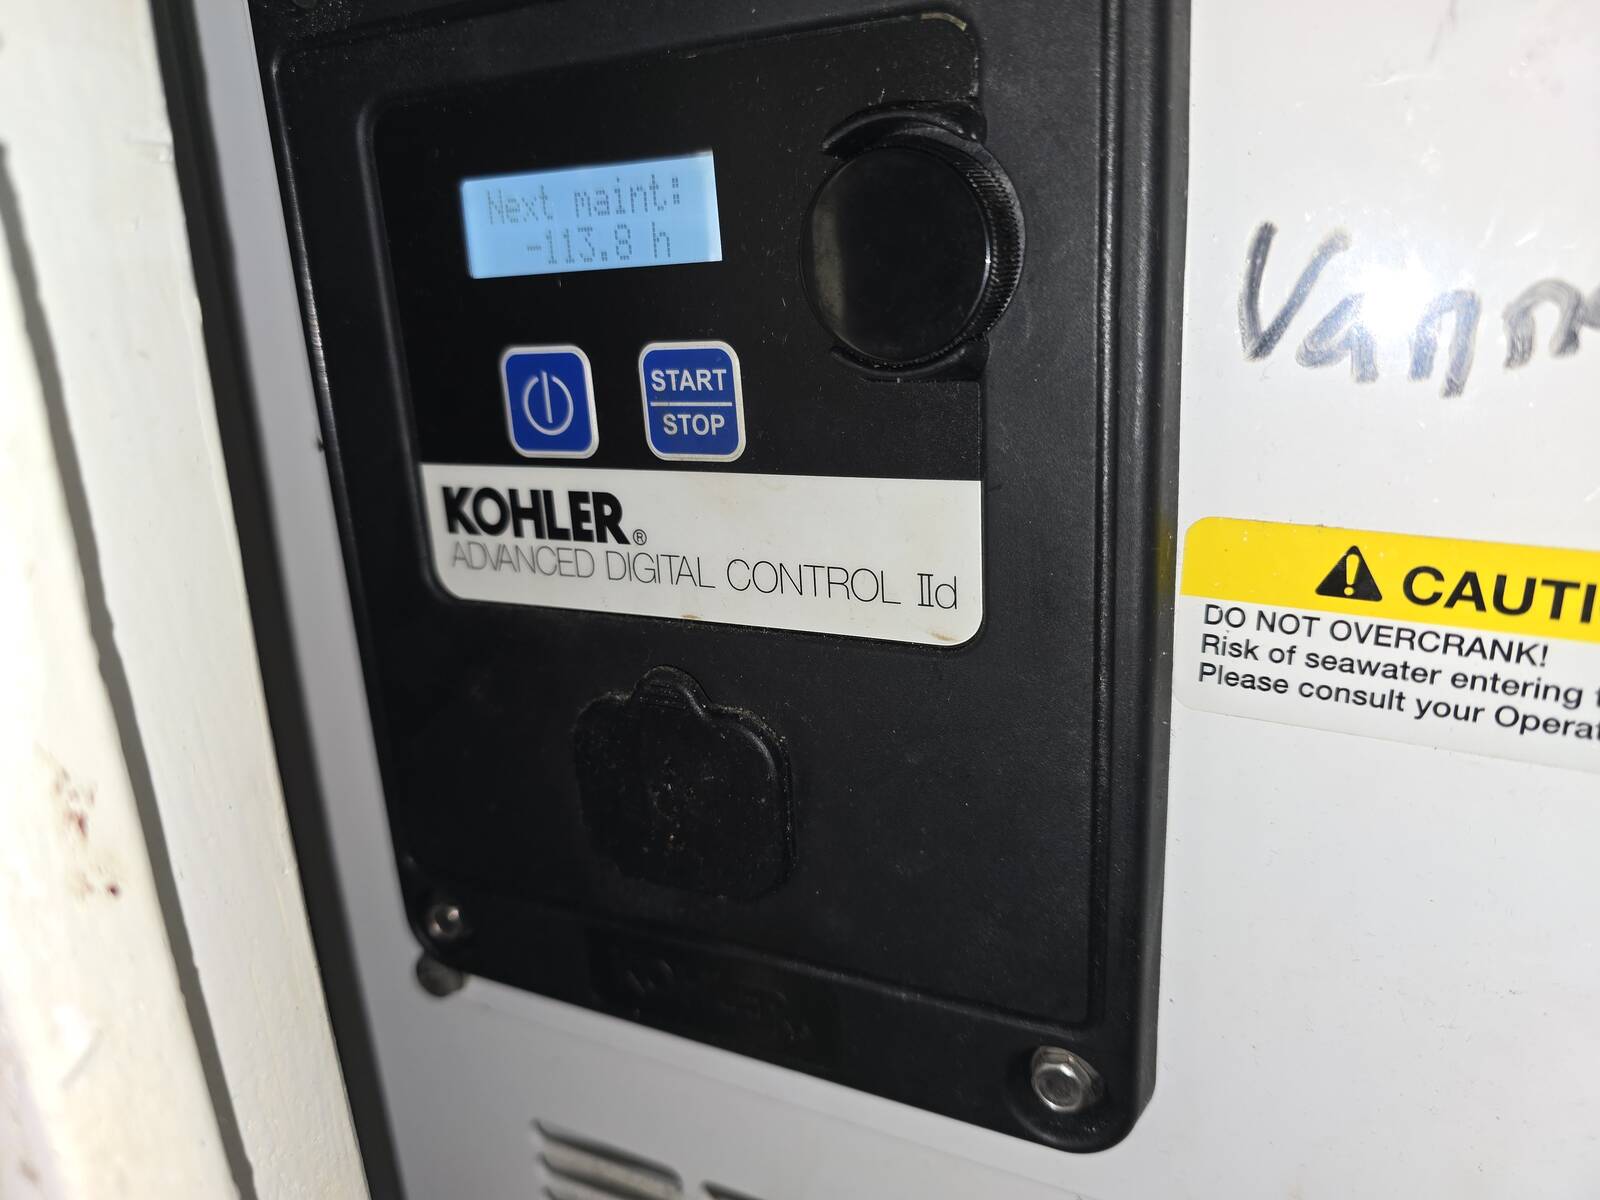 Next maint:
-113.8 h
START
STOP
KOHLER®
ADVANCED DIGITAL CONTROL IId
CAUTI
DO NOT OVERCRANK!
Risk of seawater entering t
Please consult your Operat
KOHLER